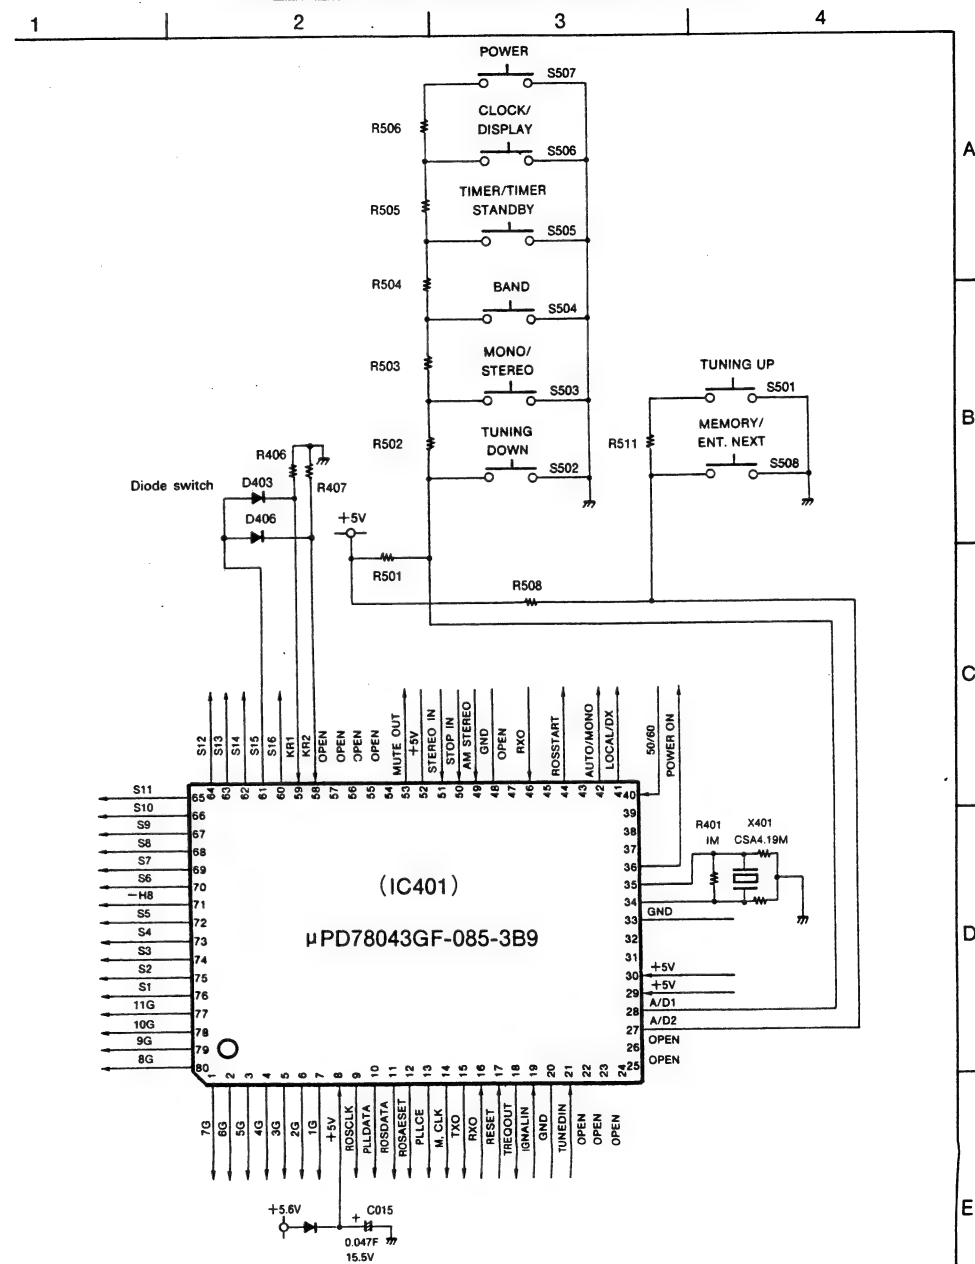 1 2 3 4
A
B
C
D
E
POWER
S507
R506
CLOCK/
DISPLAY
S506
R505
TIMER/TIMER
STANDBY
S505
R504
BAND
S504
R503
MONO/
STEREO
S503
R502
TUNING
DOWN
S502
TUNING UP
S501
R511
MEMORY/
ENT. NEXT
S508
R406
R407
Diode switch
D403
D406
+5V
R501
R508
S12
S13
S14
S15
S16
KR1
KR2
OPEN
OPEN
OPEN
OPEN
MUTE OUT
+5V
STEREO IN
STOP IN
AM STEREO
GND
OPEN
RXO
ROSSTART
AUTO/MONO
LOCAL/DX
50/60
POWER ON
64 63 62 61 60 59 58 57 56 55 54 53 52 51 50 49 48 47 46 45 44 43 42 41
S11 65
S10 66
S9 67
S8 68
S7 69
S6 70
−H8 71
S5 72
S4 73
S3 74
S2 75
S1 76
11G 77
10G 78
9G 79
8G 80
(IC401)
μPD78043GF-085-3B9
40
39
38
37
36
35
34
33 GND
32
31
30 +5V
29 +5V
28 A/D1
27 A/D2
26 OPEN
25 OPEN
R401
IM
X401
CSA4.19M
1 2 3 4 5 6 7 8 9 10 11 12 13 14 15 16 17 18 19 20 21 22 23 24
7G
6G
5G
4G
3G
2G
1G
+5V
ROSCLK
PLLDATA
ROSDATA
ROSAESET
PLLCE
M. CLK
TXO
RXO
RESET
TREQOUT
IGNALIN
GND
TUNEDIN
OPEN
OPEN
OPEN
+5.6V
+ C015
0.047F
15.5V